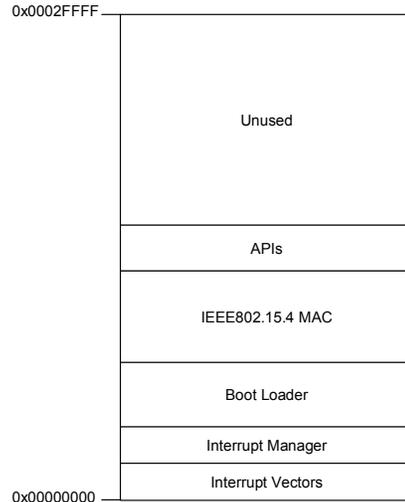 0x0002FFFF
Unused
APIs
IEEE802.15.4 MAC
Boot Loader
Interrupt Manager
Interrupt Vectors
0x00000000